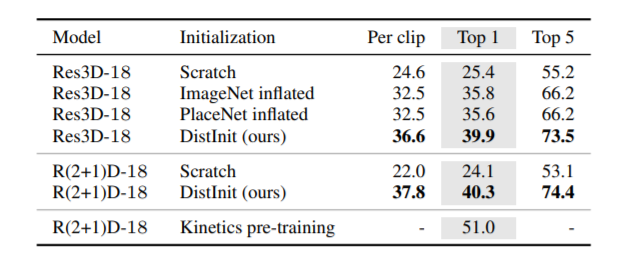 Model Initialization Per clip Top 1 Top 5
Res3D-18 Scratch 24.6 25.4 55.2
Res3D-18 ImageNet inflated 32.5 35.8 66.2
Res3D-18 PlaceNet inflated 32.5 35.6 66.2
Res3D-18 DistInit (ours) 36.6 39.9 73.5
R(2+1)D-18 Scratch 22.0 24.1 53.1
R(2+1)D-18 DistInit (ours) 37.8 40.3 74.4
R(2+1)D-18 Kinetics pre-training - 51.0 -